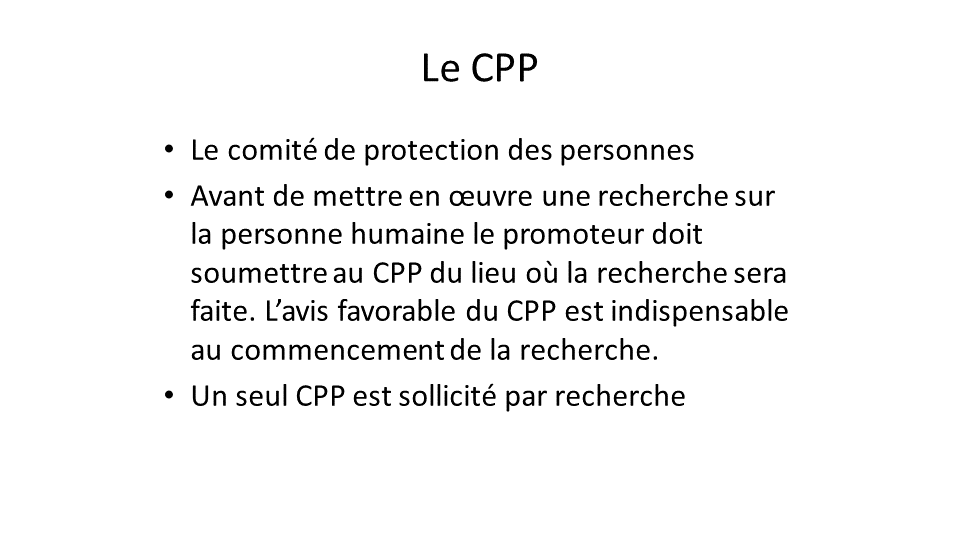 Le CPP
• Le comité de protection des personnes
• Avant de mettre en œuvre une recherche sur
la personne humaine le promoteur doit
soumettre au CPP du lieu où la recherche sera
faite. L’avis favorable du CPP est indispensable
au commencement de la recherche.
• Un seul CPP est sollicité par recherche